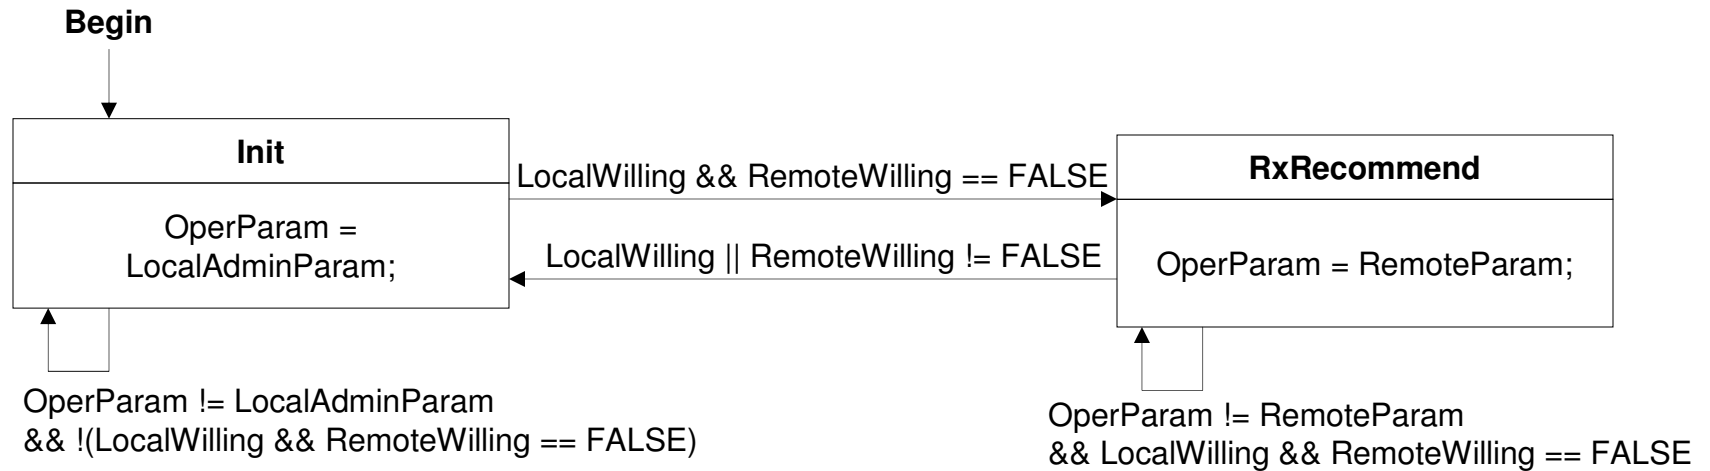 Begin
Init
OperParam =
LocalAdminParam;
LocalWilling && RemoteWilling == FALSE
LocalWilling || RemoteWilling != FALSE
RxRecommend
OperParam = RemoteParam;
OperParam != LocalAdminParam
&& !(LocalWilling && RemoteWilling == FALSE)
OperParam != RemoteParam
&& LocalWilling && RemoteWilling == FALSE